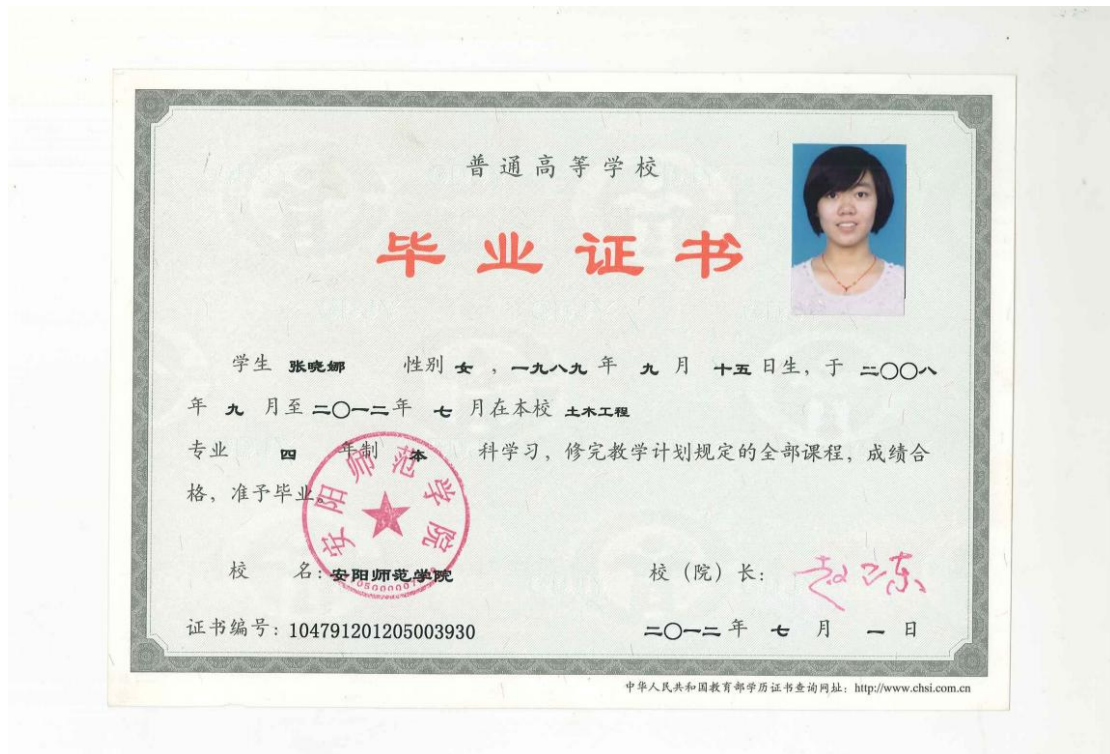 普通高等学校
毕业证书
学生 张晓娜 性别 女 ，一九八九 年 九 月 十五 日生，于 二〇〇八
年 九 月至 二〇一二 年 七 月在本校 土木工程
专业 四 年制 本 科学习，修完教学计划规定的全部课程，成绩合
格，准予毕业。
安阳师范学院
校 名：安阳师范学院 校（院）长：
证书编号：104791201205003930 二〇一二 年 七 月 一 日
中华人民共和国教育部学历证书查询网址：http://www.chsi.com.cn